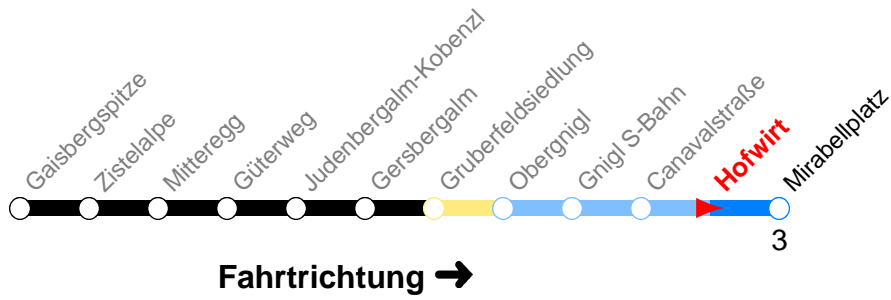 Gaisbergspitze
Zistelalpe
Mitteregg
Güterweg
Judenbergalm-Kobenzl
Gersbergalm
Gruberfeldsiedlung
Obergnigl
Gnigl S-Bahn
Canavalstraße
Hofwirt
Mirabellplatz
3
Fahrtrichtung ➔